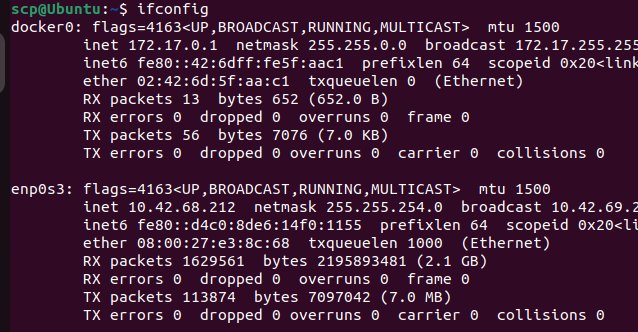 scp@Ubuntu:~$ ifconfig
docker0: flags=4163<UP,BROADCAST,RUNNING,MULTICAST>  mtu 1500
        inet 172.17.0.1  netmask 255.255.0.0  broadcast 172.17.255.255
        inet6 fe80::42:6dff:fe5f:aac1  prefixlen 64  scopeid 0x20<link
        ether 02:42:6d:5f:aa:c1  txqueuelen 0  (Ethernet)
        RX packets 13  bytes 652 (652.0 B)
        RX errors 0  dropped 0  overruns 0  frame 0
        TX packets 56  bytes 7076 (7.0 KB)
        TX errors 0  dropped 0 overruns 0  carrier 0  collisions 0

enp0s3: flags=4163<UP,BROADCAST,RUNNING,MULTICAST>  mtu 1500
        inet 10.42.68.212  netmask 255.255.254.0  broadcast 10.42.69.2
        inet6 fe80::d4c0:8de6:14f0:1155  prefixlen 64  scopeid 0x20<li
        ether 08:00:27:e3:8c:68  txqueuelen 1000  (Ethernet)
        RX packets 1629561  bytes 2195893481 (2.1 GB)
        RX errors 0  dropped 0  overruns 0  frame 0
        TX packets 113874  bytes 7097042 (7.0 MB)
        TX errors 0  dropped 0 overruns 0  carrier 0  collisions 0